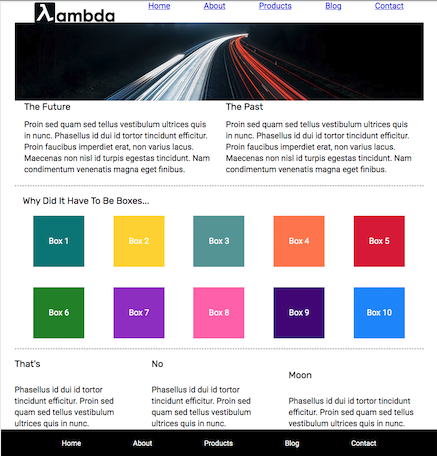 λambda
Home About Products Blog Contact
The Future
Proin sed quam sed tellus vestibulum ultrices quis
in nunc. Phasellus id dui id tortor tincidunt efficitur.
Proin faucibus imperdiet erat, non varius lacus.
Maecenas non nisl id turpis egestas tincidunt. Nam
condimentum venenatis magna eget finibus.
The Past
Proin sed quam sed tellus vestibulum ultrices quis
in nunc. Phasellus id dui id tortor tincidunt efficitur.
Proin faucibus imperdiet erat, non varius lacus.
Maecenas non nisl id turpis egestas tincidunt. Nam
condimentum venenatis magna eget finibus.
Why Did It Have To Be Boxes...
Box 1 Box 2 Box 3 Box 4 Box 5
Box 6 Box 7 Box 8 Box 9 Box 10
That's
Phasellus id dui id tortor
tincidunt efficitur. Proin sed
quam sed tellus vestibulum
ultrices quis in nunc.
No
Phasellus id dui id tortor
tincidunt efficitur. Proin sed
quam sed tellus vestibulum
ultrices quis in nunc.
Moon
Phasellus id dui id tortor tincidunt
efficitur. Proin sed quam sed tellus
vestibulum ultrices quis in nunc.
Home About Products Blog Contact